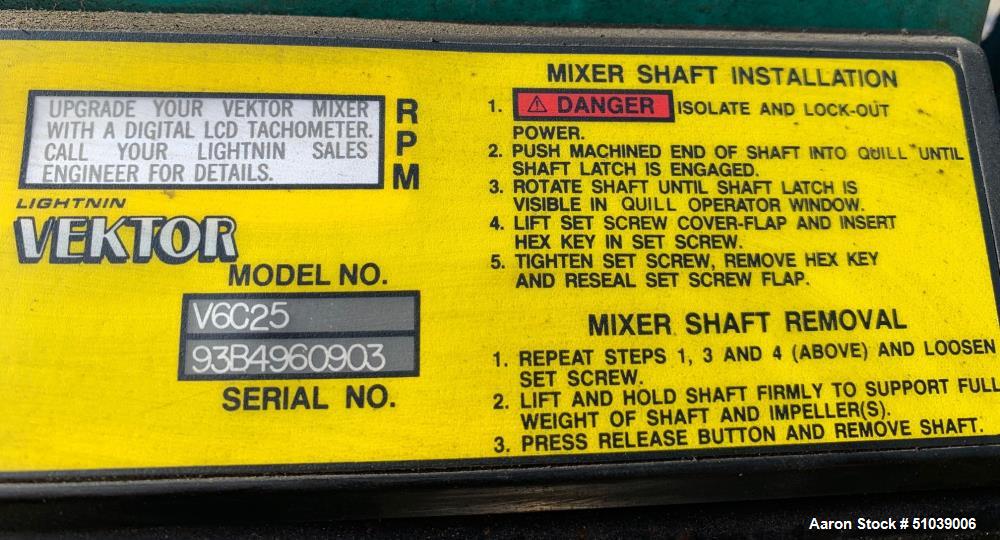 UPGRADE YOUR VEKTOR MIXER
WITH A DIGITAL LCD TACHOMETER.
CALL YOUR LIGHTNIN SALES
ENGINEER FOR DETAILS.
RPM
LIGHTNIN
VEKTOR
MODEL NO.
V6C25
93B4960903
SERIAL NO.
MIXER SHAFT INSTALLATION
1. ⚠ DANGER ISOLATE AND LOCK-OUT
POWER.
2. PUSH MACHINED END OF SHAFT INTO QUILL UNTIL
SHAFT LATCH IS ENGAGED.
3. ROTATE SHAFT UNTIL SHAFT LATCH IS
VISIBLE IN QUILL OPERATOR WINDOW.
4. LIFT SET SCREW COVER-FLAP AND INSERT
HEX KEY IN SET SCREW.
5. TIGHTEN SET SCREW, REMOVE HEX KEY
AND RESEAL SET SCREW FLAP.
MIXER SHAFT REMOVAL
1. REPEAT STEPS 1, 3 AND 4 (ABOVE) AND LOOSEN
SET SCREW.
2. LIFT AND HOLD SHAFT FIRMLY TO SUPPORT FULL
WEIGHT OF SHAFT AND IMPELLER(S).
3. PRESS RELEASE BUTTON AND REMOVE SHAFT.
Aaron Stock # 51039006